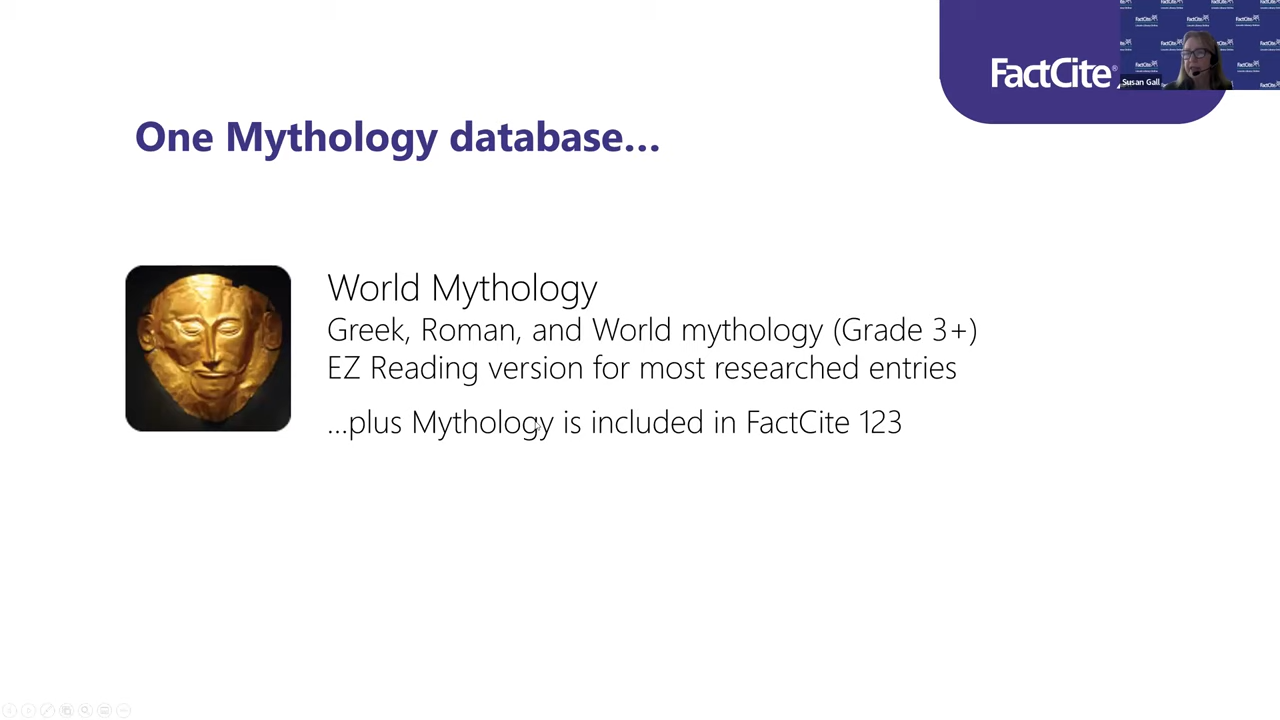 FactCite®
Susan Gall
One Mythology database...
World Mythology
Greek, Roman, and World mythology (Grade 3+)
EZ Reading version for most researched entries
...plus Mythology is included in FactCite 123